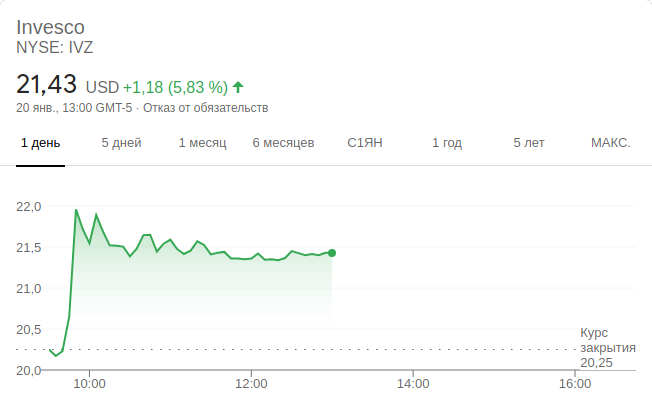 Invesco
NYSE: IVZ
21,43 USD +1,18 (5,83 %)
20 янв., 13:00 GMT-5 · Отказ от обязательств
1 день 5 дней 1 месяц 6 месяцев С1ЯН 1 год 5 лет МАКС.
22,0
21,5
21,0
20,5
Курс
закрытия
20,25
20,0
10:00 12:00 14:00 16:00